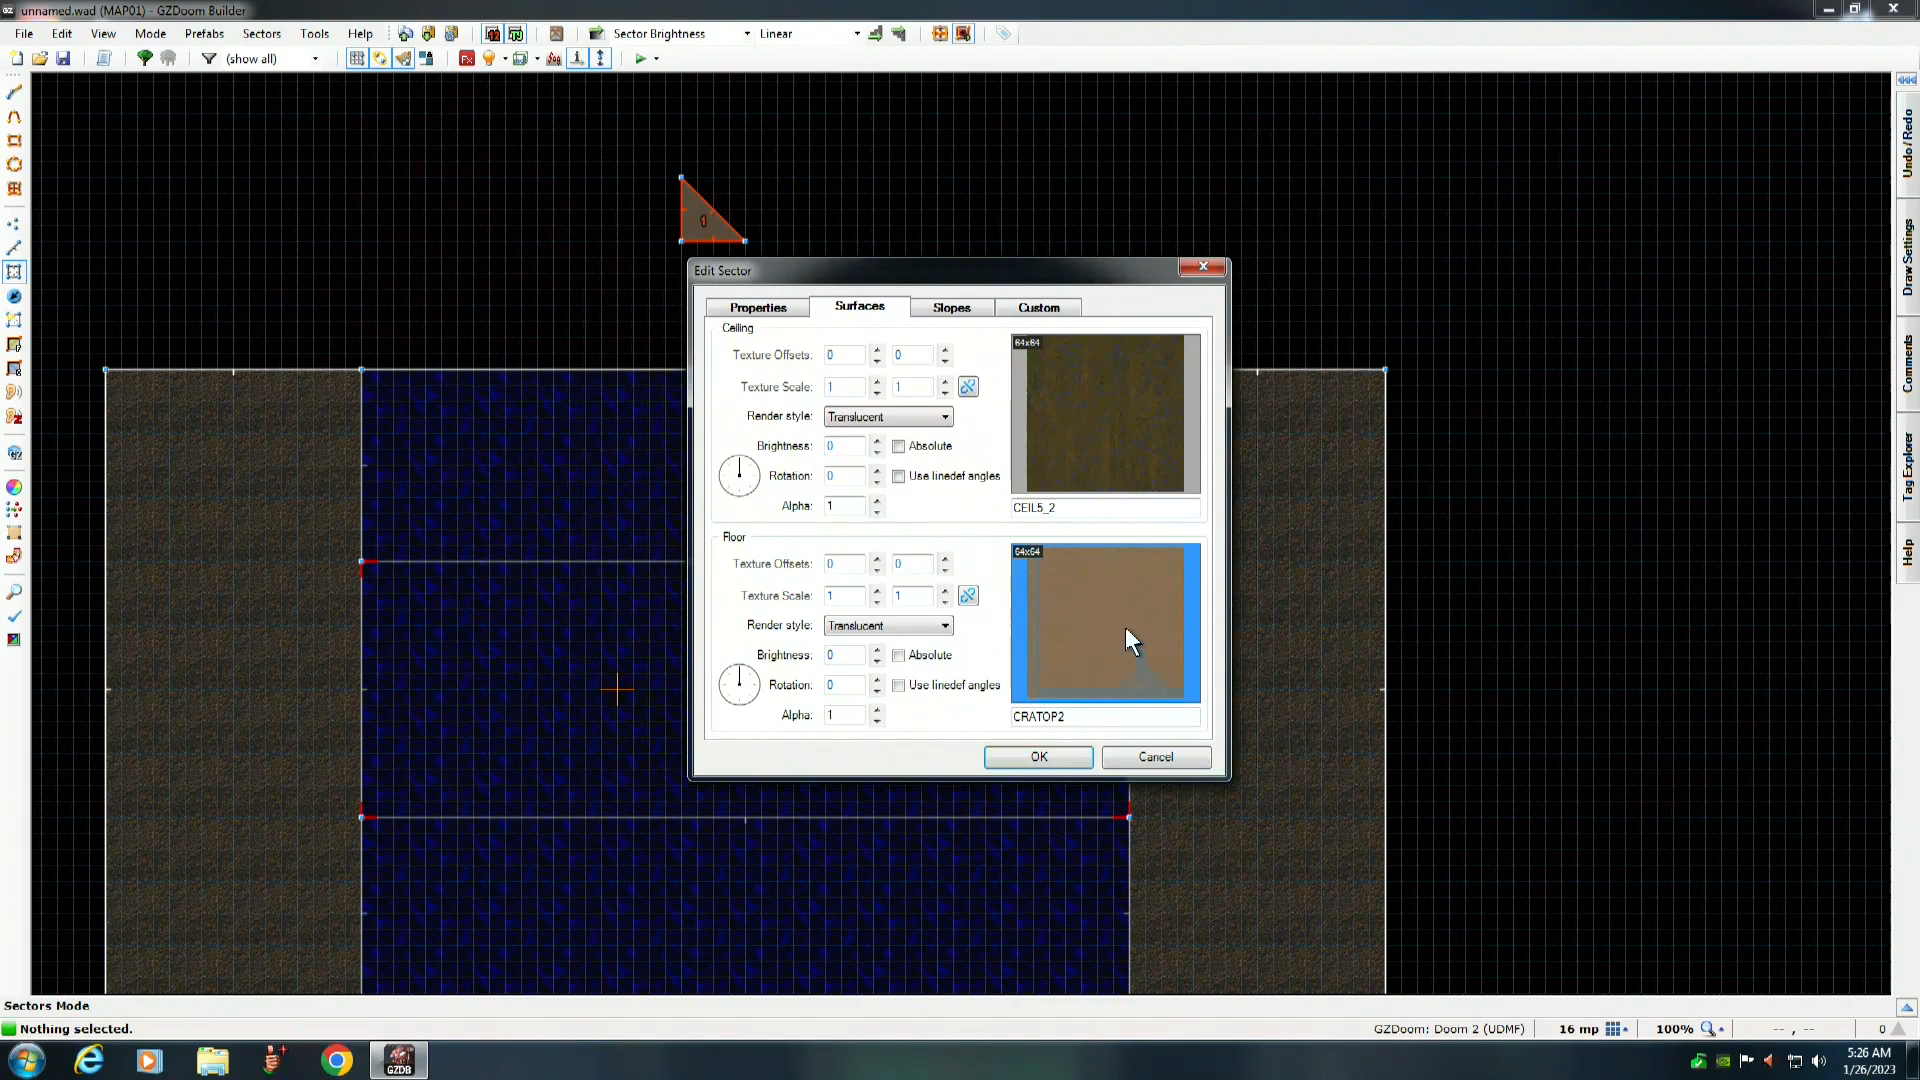 unnamed.wad (MAP01) - GZDoom Builder
File Edit View Mode Prefabs Sectors Tools Help Sector Brightness Linear
(show all)
Undo / Redo
Draw Settings
Comments
Tag Explorer
Help
1
Edit Sector
Properties Surfaces Slopes Custom
Ceiling
Texture Offsets: 0 0
Texture Scale: 1 1
Render style: Translucent
Brightness: 0 Absolute
Rotation: 0 Use linedef angles
Alpha: 1
64x64
CEIL5_2
Floor
Texture Offsets: 0 0
Texture Scale: 1 1
Render style: Translucent
Brightness: 0 Absolute
Rotation: 0 Use linedef angles
Alpha: 1
64x64
CRATOP2
OK Cancel
Sectors Mode
Nothing selected.
GZDoom: Doom 2 (UDMF) 16 mp 100% -- , -- 0
GZDB
5:26 AM
1/26/2023